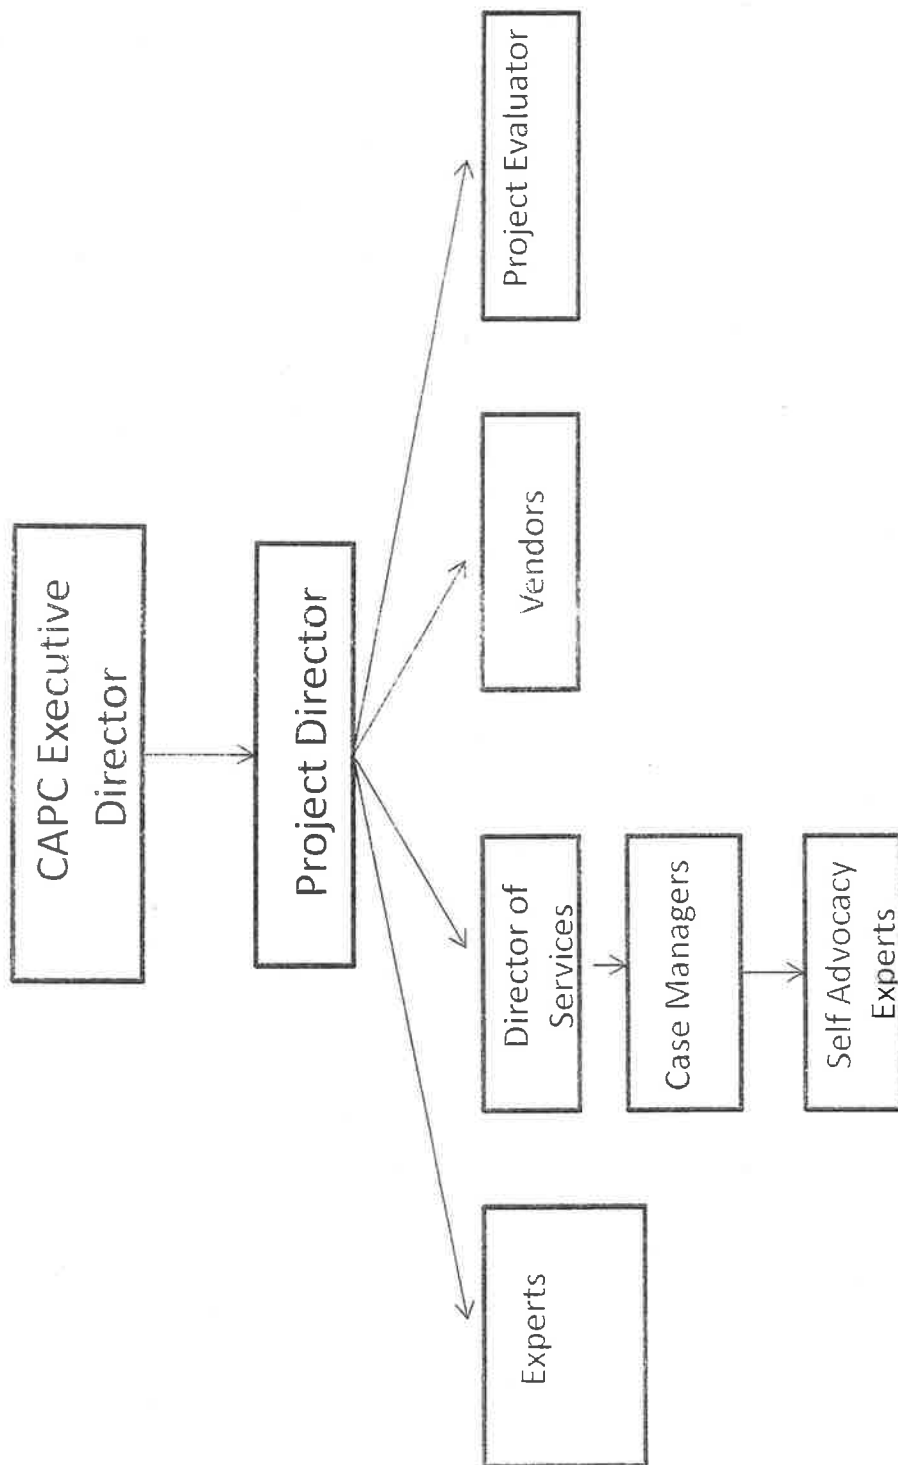 CAPC Executive
Director
Project Director
Experts
Director of
Services
Vendors
Project Evaluator
Case Managers
Self Advocacy
Experts